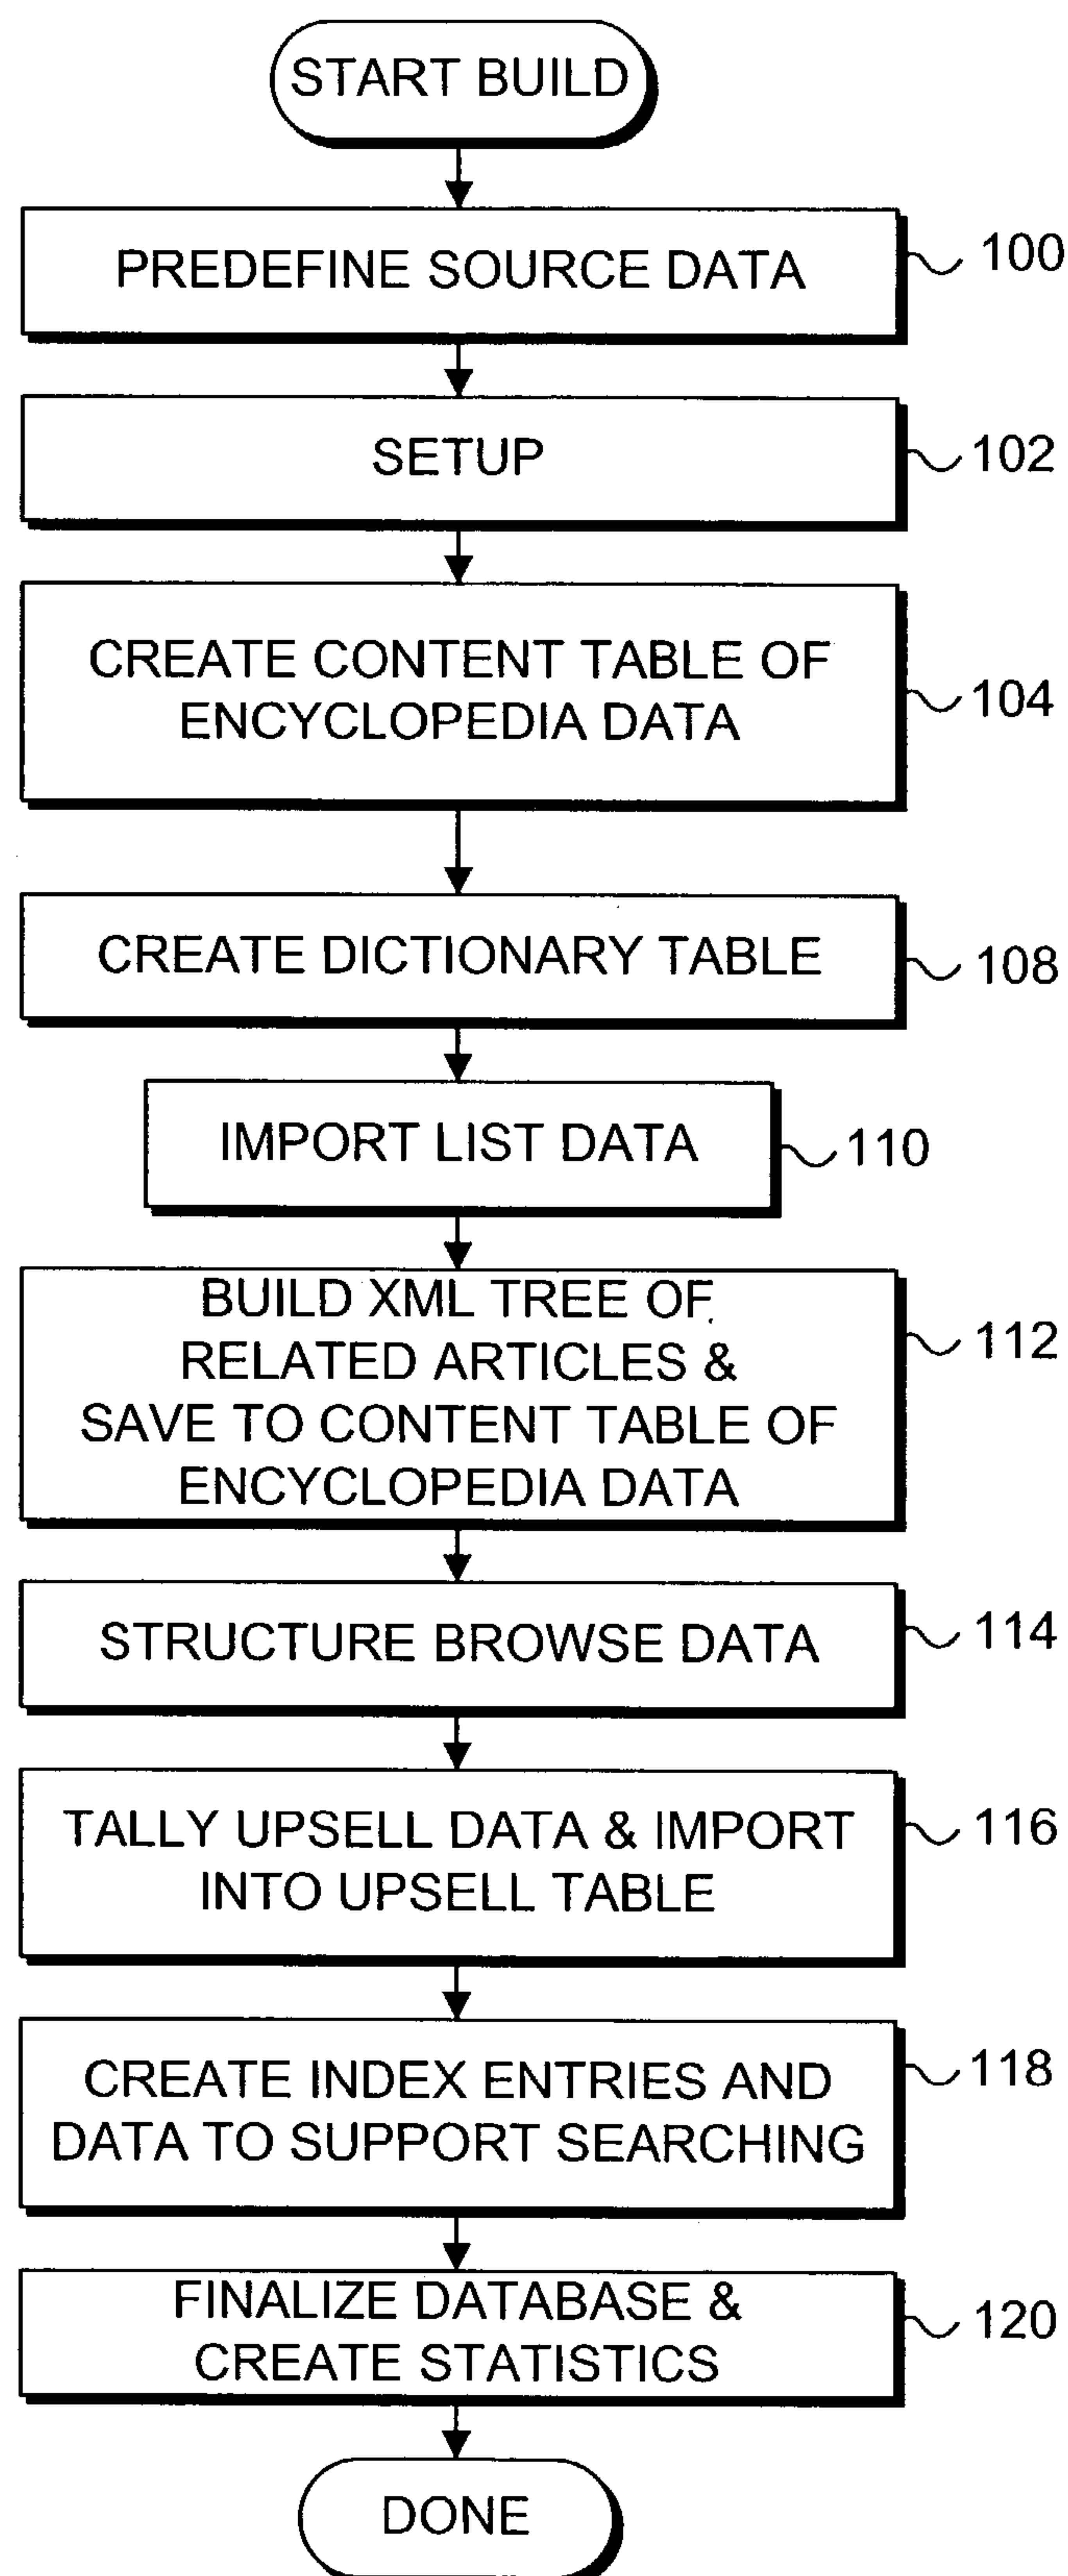 START BUILD
PREDEFINE SOURCE DATA
100
SETUP
102
CREATE CONTENT TABLE OF
ENCYCLOPEDIA DATA
104
CREATE DICTIONARY TABLE
108
IMPORT LIST DATA
110
BUILD XML TREE OF
RELATED ARTICLES &
SAVE TO CONTENT TABLE OF
ENCYCLOPEDIA DATA
112
STRUCTURE BROWSE DATA
114
TALLY UPSELL DATA & IMPORT
INTO UPSELL TABLE
116
CREATE INDEX ENTRIES AND
DATA TO SUPPORT SEARCHING
118
FINALIZE DATABASE &
CREATE STATISTICS
120
DONE